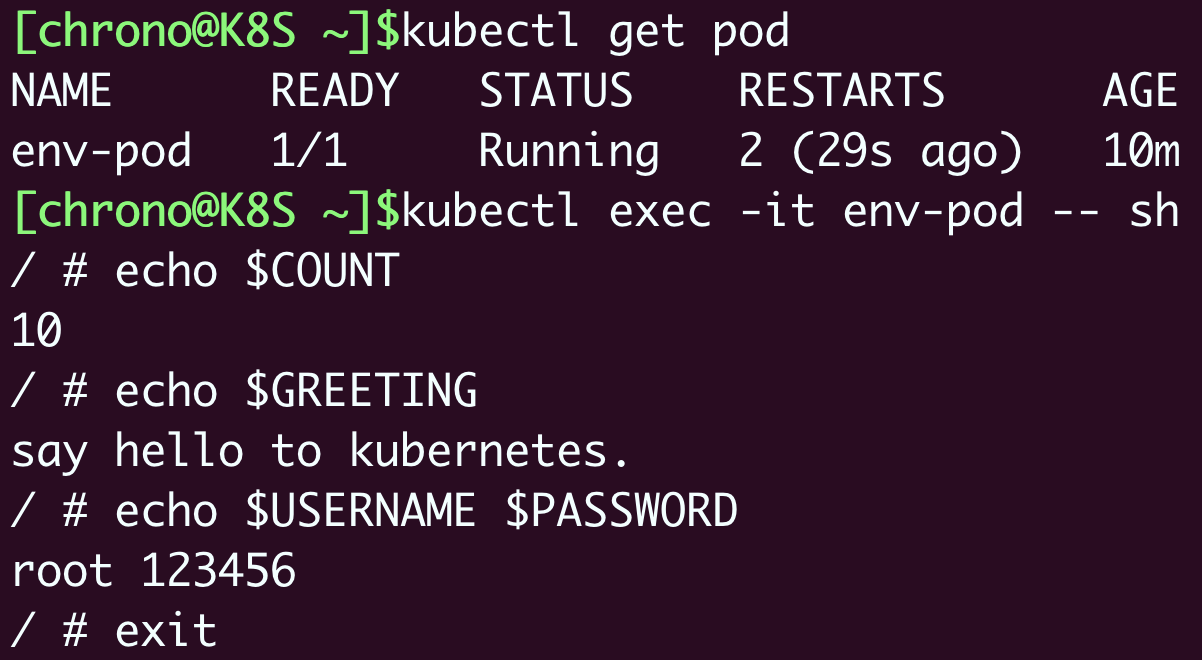 [chrono@K8S ~]$kubectl get pod
NAME      READY   STATUS    RESTARTS      AGE
env-pod   1/1     Running   2 (29s ago)   10m
[chrono@K8S ~]$kubectl exec -it env-pod -- sh
/ # echo $COUNT
10
/ # echo $GREETING
say hello to kubernetes.
/ # echo $USERNAME $PASSWORD
root 123456
/ # exit